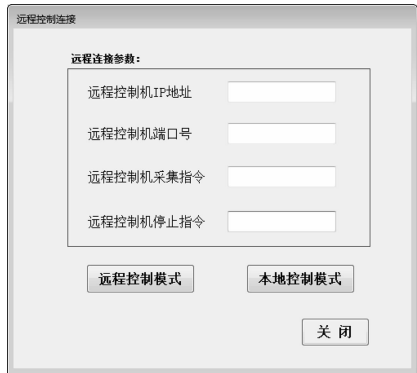 远程控制连接
远程连接参数：
远程控制机IP地址
远程控制机端口号
远程控制机采集指令
远程控制机停止指令
远程控制模式 本地控制模式
关 闭